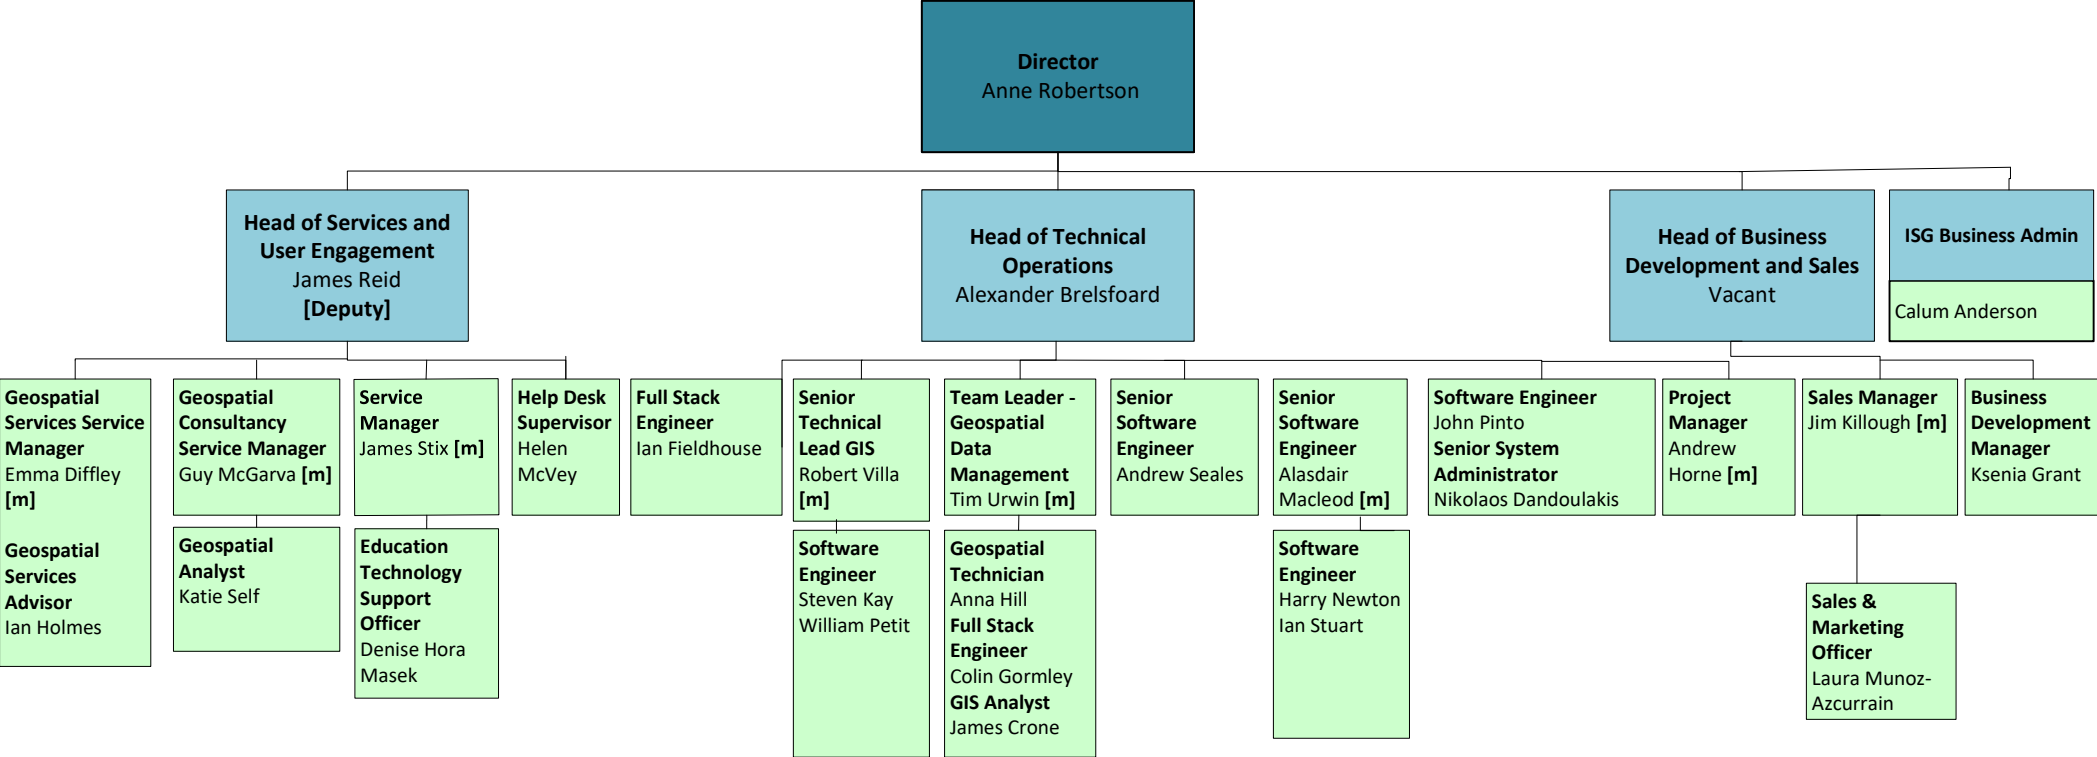 Director
Anne Robertson
Head of Services and
User Engagement
James Reid
[Deputy]
Head of Technical
Operations
Alexander Brelsfoard
Head of Business
Development and Sales
Vacant
ISG Business Admin
Calum Anderson
Geospatial
Services Service
Manager
Emma Diffley
[m]
Geospatial
Services
Advisor
Ian Holmes
Geospatial
Consultancy
Service Manager
Guy McGarva [m]
Geospatial
Analyst
Katie Self
Service
Manager
James Stix [m]
Education
Technology
Support
Officer
Denise Hora
Masek
Help Desk
Supervisor
Helen
McVey
Full Stack
Engineer
Ian Fieldhouse
Senior
Technical
Lead GIS
Robert Villa
[m]
Software
Engineer
Steven Kay
William Petit
Team Leader -
Geospatial
Data
Management
Tim Urwin [m]
Geospatial
Technician
Anna Hill
Full Stack
Engineer
Colin Gormley
GIS Analyst
James Crone
Senior
Software
Engineer
Andrew Seales
Senior
Software
Engineer
Alasdair
Macleod [m]
Software
Engineer
Harry Newton
Ian Stuart
Software Engineer
John Pinto
Senior System
Administrator
Nikolaos Dandoulakis
Project
Manager
Andrew
Horne [m]
Sales Manager
Jim Killough [m]
Sales &
Marketing
Officer
Laura Munoz-
Azcurrain
Business
Development
Manager
Ksenia Grant